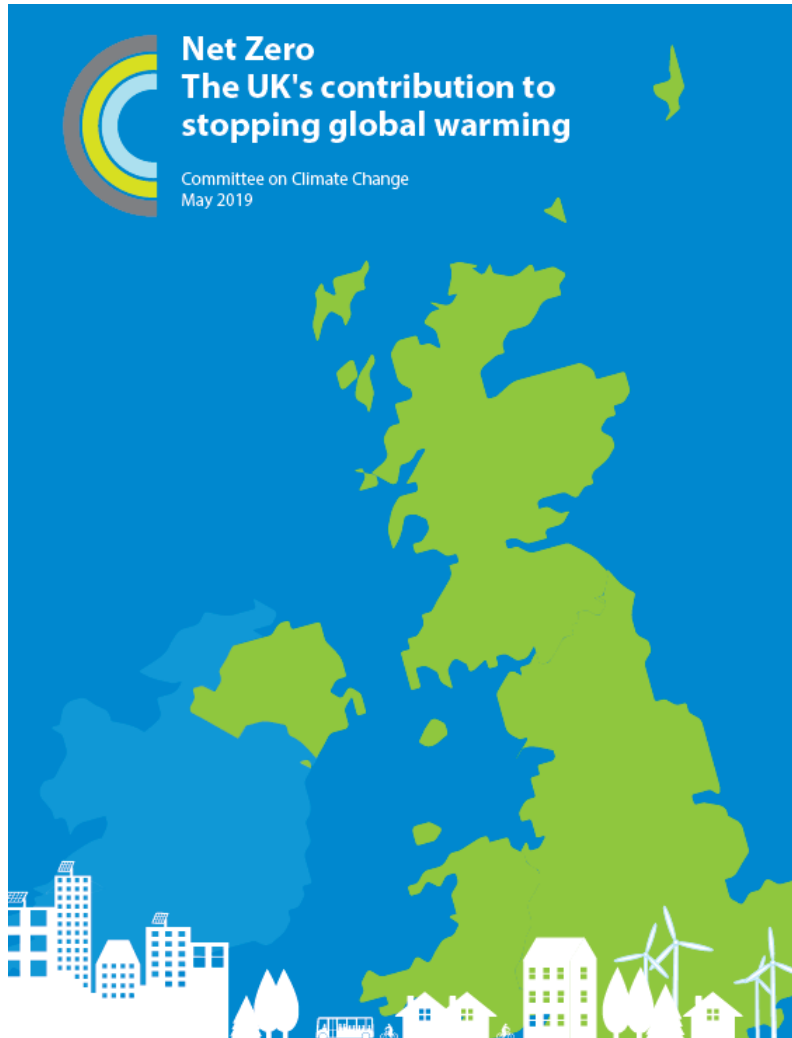 Net Zero
The UK's contribution to
stopping global warming
Committee on Climate Change
May 2019